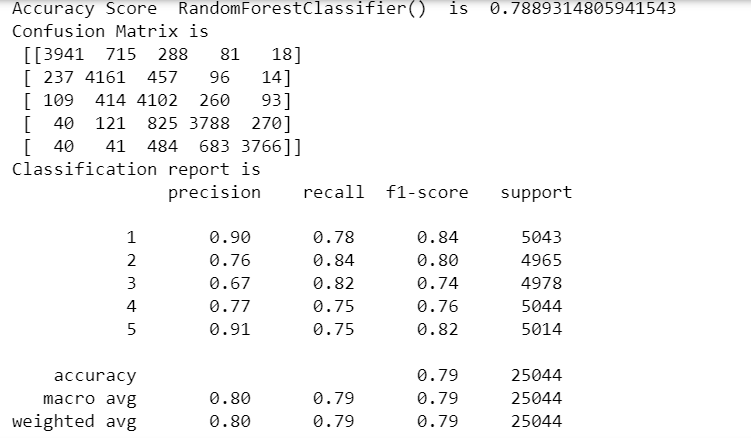 Accuracy Score RandomForestClassifier() is 0.7889314805941543
Confusion Matrix is
[[3941 715 288 81 18]
[ 237 4161 457 96 14]
[ 109 414 4102 260 93]
[ 40 121 825 3788 270]
[ 40 41 484 683 3766]]
Classification report is
precision recall f1-score support
1 0.90 0.78 0.84 5043
2 0.76 0.84 0.80 4965
3 0.67 0.82 0.74 4978
4 0.77 0.75 0.76 5044
5 0.91 0.75 0.82 5014
accuracy 0.79 25044
macro avg 0.80 0.79 0.79 25044
weighted avg 0.80 0.79 0.79 25044